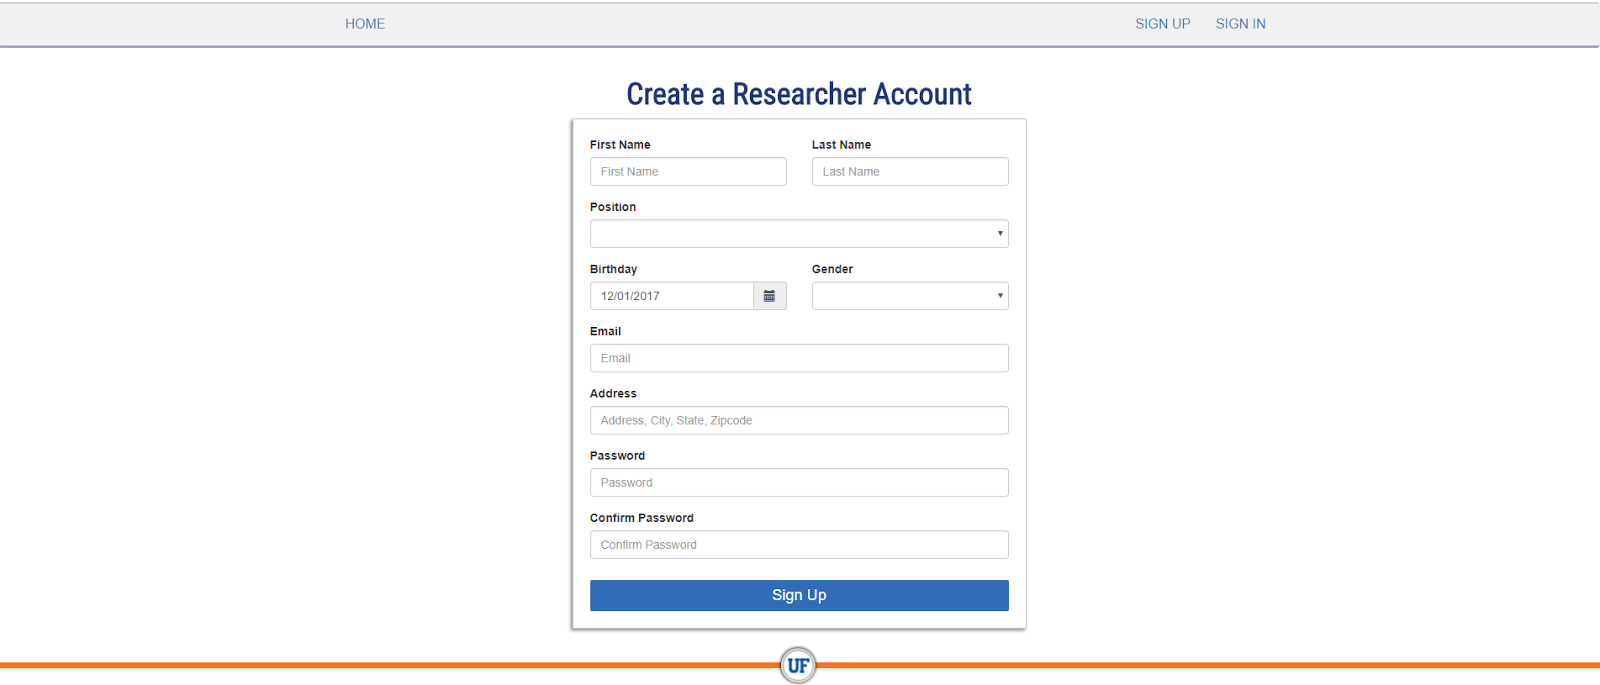 HOME SIGN UP SIGN IN
Create a Researcher Account
First Name Last Name
First Name Last Name
Position
Birthday Gender
12/01/2017
Email
Email
Address
Address, City, State, Zipcode
Password
Password
Confirm Password
Confirm Password
Sign Up
UF